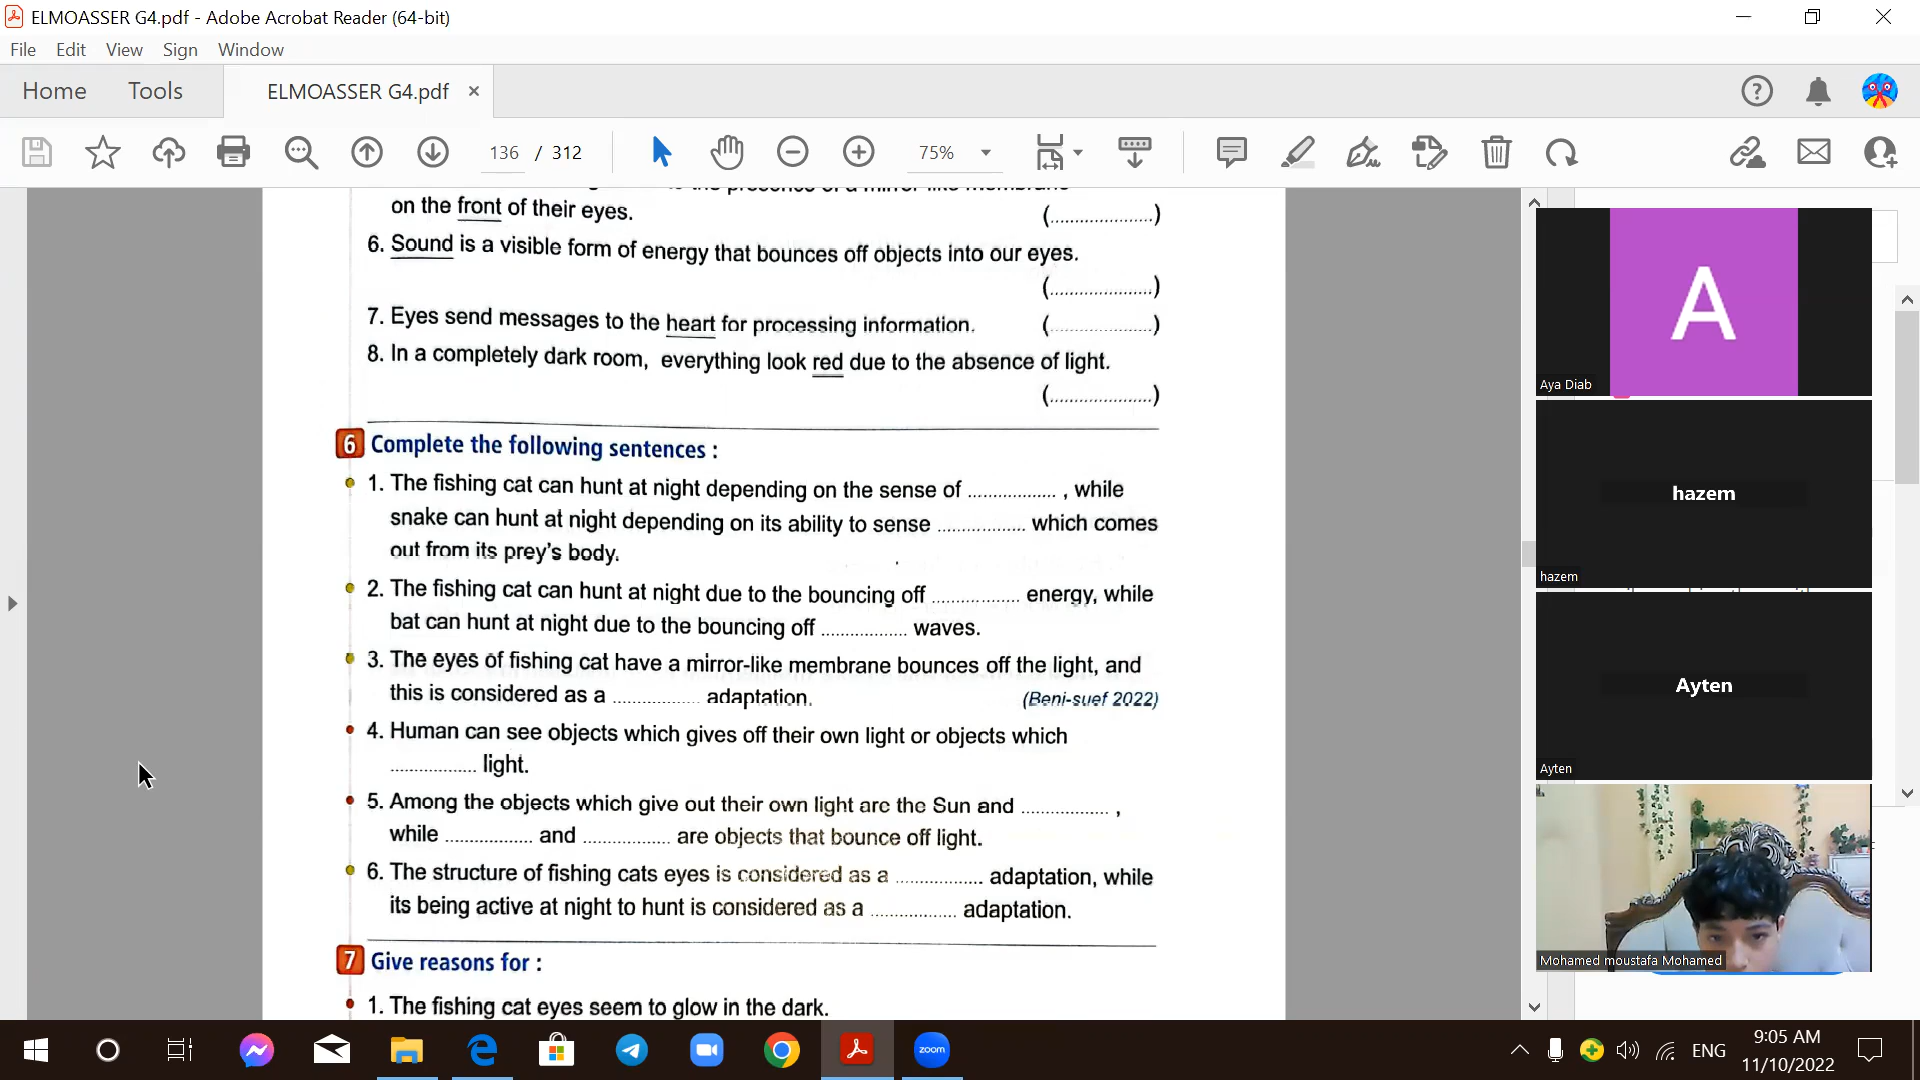 ELMOASSER G4.pdf - Adobe Acrobat Reader (64-bit)
File Edit View Sign Window
Home Tools ELMOASSER G4.pdf ×
136 / 312 75%
on the front of their eyes. (....................)
6. Sound is a visible form of energy that bounces off objects into our eyes.
(....................)
7. Eyes send messages to the heart for processing information. (....................)
8. In a completely dark room, everything look red due to the absence of light.
(....................)
6 Complete the following sentences :
1. The fishing cat can hunt at night depending on the sense of ................. , while
snake can hunt at night depending on its ability to sense ................. which comes
out from its prey's body.
2. The fishing cat can hunt at night due to the bouncing off ................. energy, while
bat can hunt at night due to the bouncing off ................. waves.
3. The eyes of fishing cat have a mirror-like membrane bounces off the light, and
this is considered as a ................. adaptation. (Beni-suef 2022)
4. Human can see objects which gives off their own light or objects which
................. light.
5. Among the objects which give out their own light are the Sun and ................. ,
while ................. and ................. are objects that bounce off light.
6. The structure of fishing cats eyes is considered as a ................. adaptation, while
its being active at night to hunt is considered as a ................. adaptation.
7 Give reasons for :
1. The fishing cat eyes seem to glow in the dark.
A
Aya Diab
hazem
hazem
Ayten
Ayten
Mohamed moustafa Mohamed
zoom
ENG
9:05 AM
11/10/2022